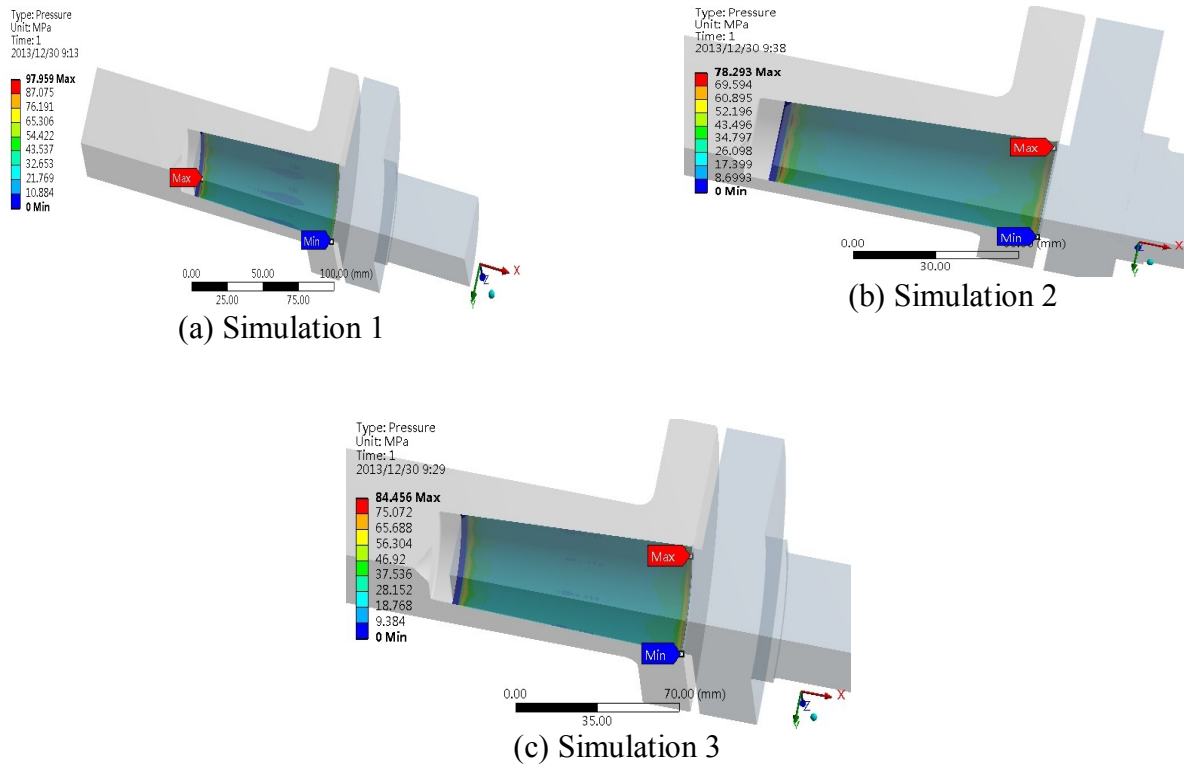 Type: Pressure
Unit: MPa
Time: 1
2013/12/30 9:13
97.959 Max
87.075
76.191
65.306
54.422
43.537
32.653
21.769
10.884
0 Min
Max
Min
0.00
50.00
100.00 (mm)
25.00
75.00
X
Z
Y
(a) Simulation 1
Type: Pressure
Unit: MPa
Time: 1
2013/12/30 9:38
78.293 Max
69.594
60.895
52.196
43.496
34.797
26.098
17.399
8.6993
0 Min
Max
Min
0.00
(mm)
30.00
X
Z
Y
(b) Simulation 2
Type: Pressure
Unit: MPa
Time: 1
2013/12/30 9:29
84.456 Max
75.072
65.688
56.304
46.92
37.536
28.152
18.768
9.384
0 Min
Max
Min
0.00
70.00 (mm)
35.00
X
Z
Y
(c) Simulation 3